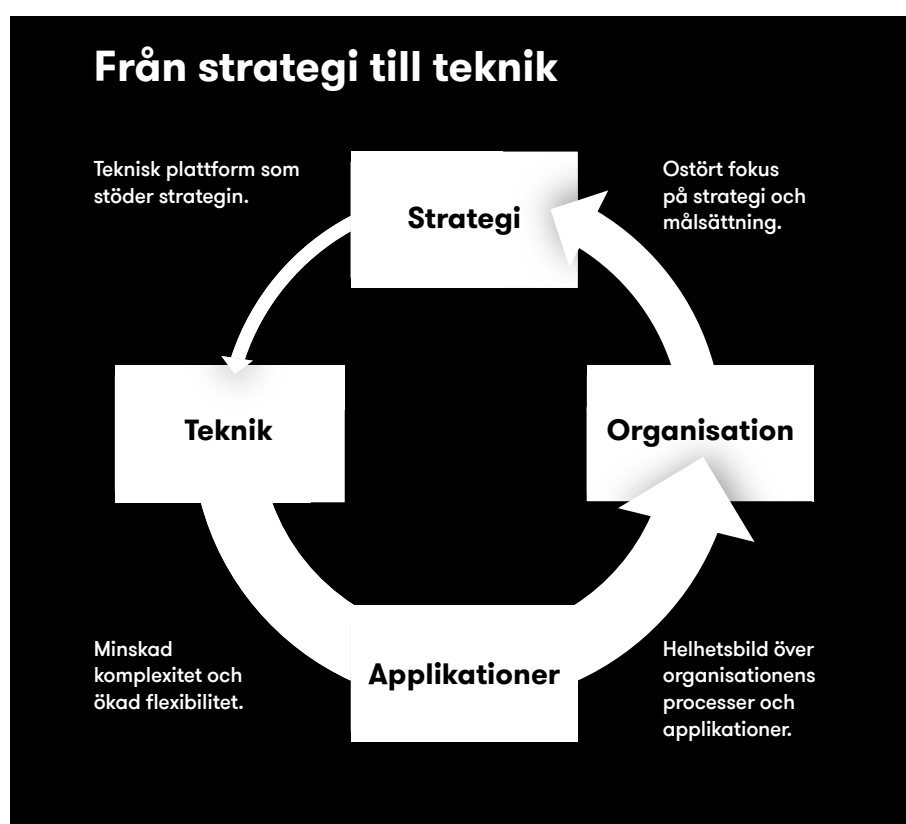 Från strategi till teknik
Teknisk plattform som
stöder strategin.
Strategi
Ostört fokus
på strategi och
målsättning.
Teknik
Organisation
Minskad
komplexitet och
ökad flexibilitet.
Applikationer
Helhetsbild över
organisationens
processer och
applikationer.